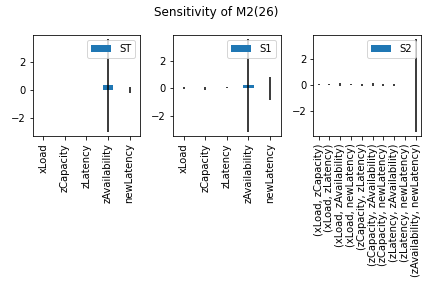 Sensitivity of M2(26)
ST
2
0
−2
xLoad
zCapacity
zLatency
zAvailability
newLatency
S1
2
0
−2
xLoad
zCapacity
zLatency
zAvailability
newLatency
S2
2
0
−2
(xLoad, zCapacity)
(xLoad, zLatency)
(xLoad, zAvailability)
(xLoad, newLatency)
(zCapacity, zLatency)
(zCapacity, zAvailability)
(zCapacity, newLatency)
(zLatency, zAvailability)
(zLatency, newLatency)
(zAvailability, newLatency)